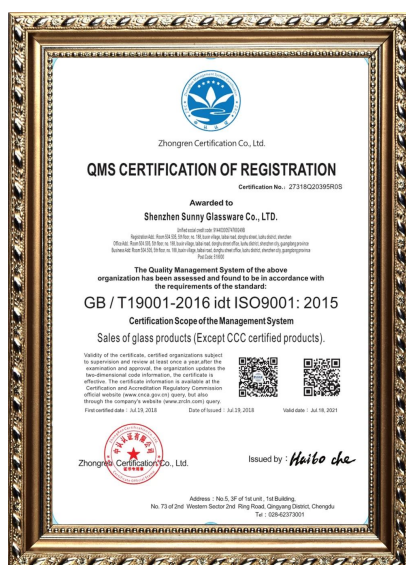 Zhongren Certification Co., Ltd.
QMS CERTIFICATION OF REGISTRATION
Certification No.: 27318Q20395R0S
Awarded to
Shenzhen Sunny Glassware Co., LTD.
The Quality Management System of the above
organization has been assessed and found to be in accordance with
the requirements of the standard:
GB / T19001-2016 idt ISO9001: 2015
Certification Scope of the Management System
Sales of glass products (Except CCC certified products).
Validity of the certificate, certified organizations subject
to supervision and review at least once a year,after the
examination and approval, the organization updates the
two-dimensional code information, the certificate is
effective. The certificate information is available at the
Certification and Accreditation Regulatory Commission
official website (www.cnca.gov.cn) query, but also
through the company's website (www.zrcln.com) query.
First certified date : Jul.19, 2018 Date of Issued : Jul.19, 2018 Valid date : Jul.18, 2021
Zhongren Certification Co., Ltd.
Issued by : Haibo che
Address : No.5, 3F of 1st unit , 1st Building,
No. 73 of 2nd Western Sector 2nd Ring Road, Qingyang District, Chengdu
Tel : 028-62373001